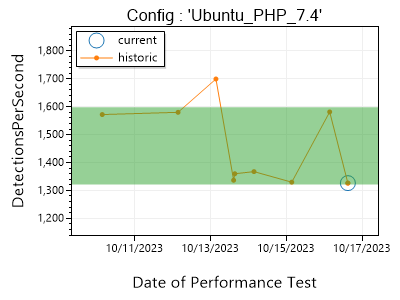 Config : 'Ubuntu_PHP_7.4'
current
historic
DetectionsPerSecond
1,800
1,700
1,600
1,500
1,400
1,300
1,200
10/11/2023 10/13/2023 10/15/2023 10/17/2023
Date of Performance Test